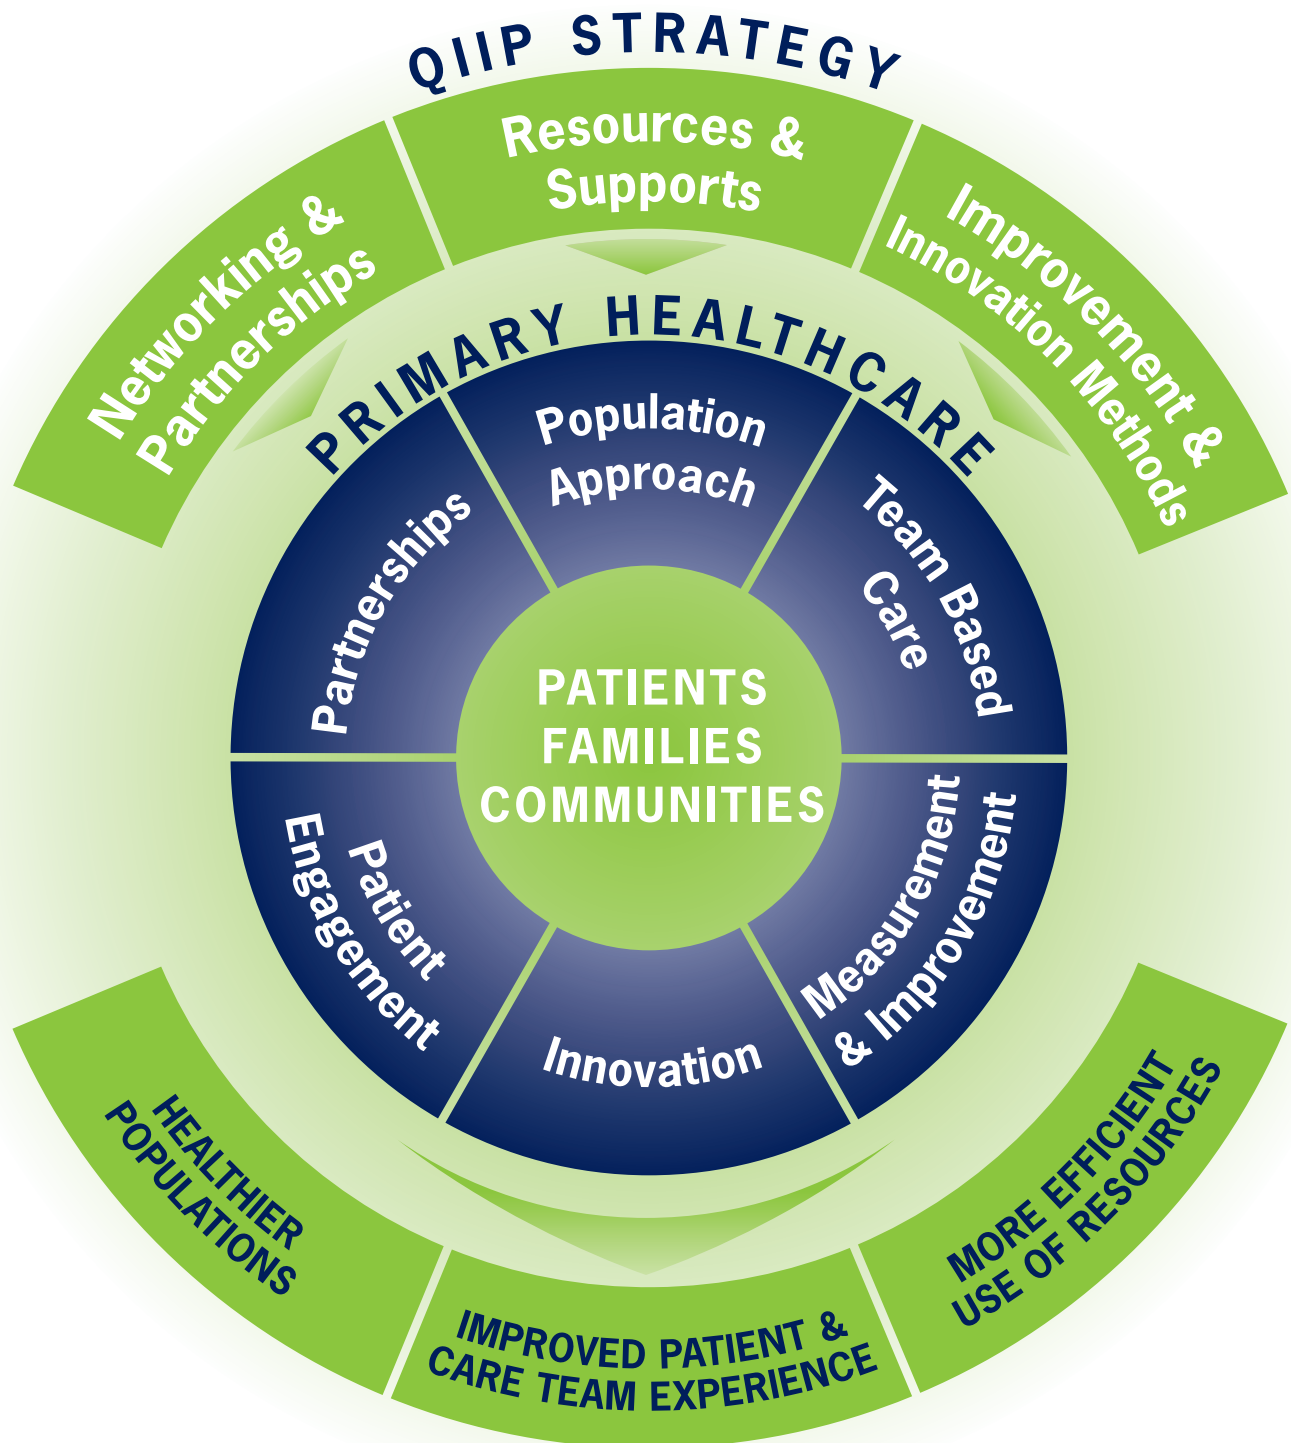 QIIP STRATEGY
Networking &
Partnerships
Resources &
Supports
Improvement &
Innovation Methods
PRIMARY HEALTHCARE
Partnerships
Population
Approach
Team Based
Care
PATIENTS
FAMILIES
COMMUNITIES
Patient
Engagement
Innovation
Measurement
& Improvement
HEALTHIER
POPULATIONS
IMPROVED PATIENT &
CARE TEAM EXPERIENCE
MORE EFFICIENT
USE OF RESOURCES